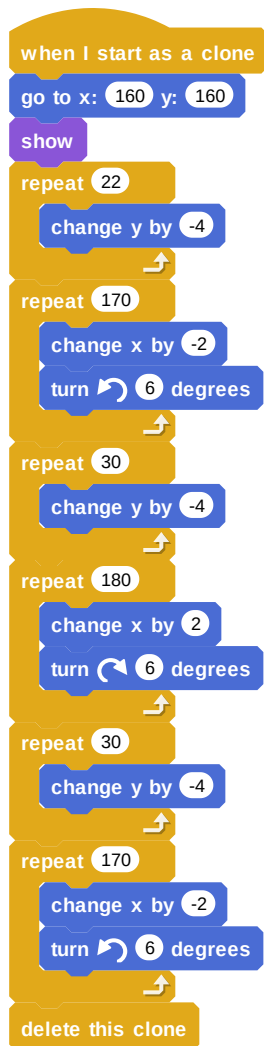 when I start as a clone
go to x: 160 y: 160
show
repeat 22
change y by -4
repeat 170
change x by -2
turn 6 degrees
repeat 30
change y by -4
repeat 180
change x by 2
turn 6 degrees
repeat 30
change y by -4
repeat 170
change x by -2
turn 6 degrees
delete this clone